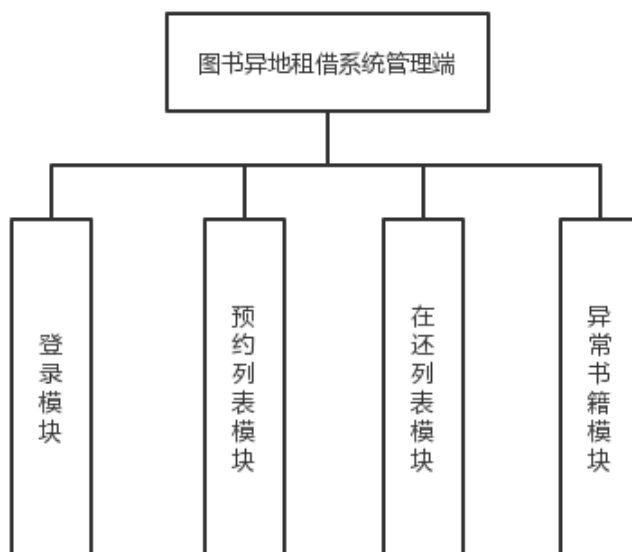 图书异地租借系统管理端
登录模块
预约列表模块
在还列表模块
异常书籍模块